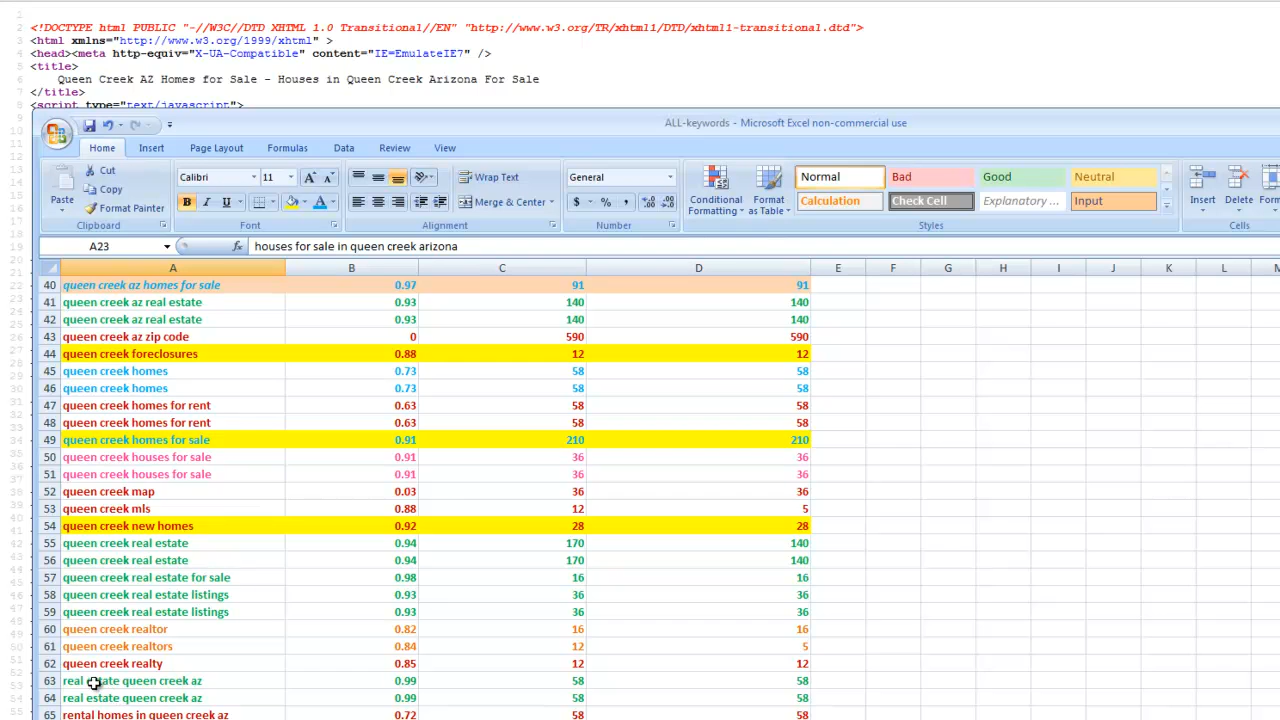 <!DOCTYPE html PUBLIC "-//W3C//DTD XHTML 1.0 Transitional//EN" "http://www.w3.org/TR/xhtml1/DTD/xhtml1-transitional.dtd">
<html xmlns="http://www.w3.org/1999/xhtml" >
<head><meta http-equiv="X-UA-Compatible" content="IE=EmulateIE7" />
<title>
Queen Creek AZ Homes for Sale - Houses in Queen Creek Arizona For Sale
</title>
<script type="text/javascript">
ALL-keywords - Microsoft Excel non-commercial use
Home Insert Page Layout Formulas Data Review View
Paste Cut Copy Format Painter Clipboard
Calibri 11 Font
Wrap Text Merge & Center Alignment
General Number
Conditional Formatting Format as Table
Normal Bad Good Neutral
Calculation Check Cell Explanatory ... Input
Styles
Insert Delete Cells
A23 fx houses for sale in queen creek arizona
A B C D E F G H I J K L
40 queen creek az homes for sale 0.97 91 91
41 queen creek az real estate 0.93 140 140
42 queen creek az real estate 0.93 140 140
43 queen creek az zip code 0 590 590
44 queen creek foreclosures 0.88 12 12
45 queen creek homes 0.73 58 58
46 queen creek homes 0.73 58 58
47 queen creek homes for rent 0.63 58 58
48 queen creek homes for rent 0.63 58 58
49 queen creek homes for sale 0.91 210 210
50 queen creek houses for sale 0.91 36 36
51 queen creek houses for sale 0.91 36 36
52 queen creek map 0.03 36 36
53 queen creek mls 0.88 12 5
54 queen creek new homes 0.92 28 28
55 queen creek real estate 0.94 170 140
56 queen creek real estate 0.94 170 140
57 queen creek real estate for sale 0.98 16 16
58 queen creek real estate listings 0.93 36 36
59 queen creek real estate listings 0.93 36 36
60 queen creek realtor 0.82 16 16
61 queen creek realtors 0.84 12 5
62 queen creek realty 0.85 12 12
63 real estate queen creek az 0.99 58 58
64 real estate queen creek az 0.99 58 58
65 rental homes in queen creek az 0.72 58 58